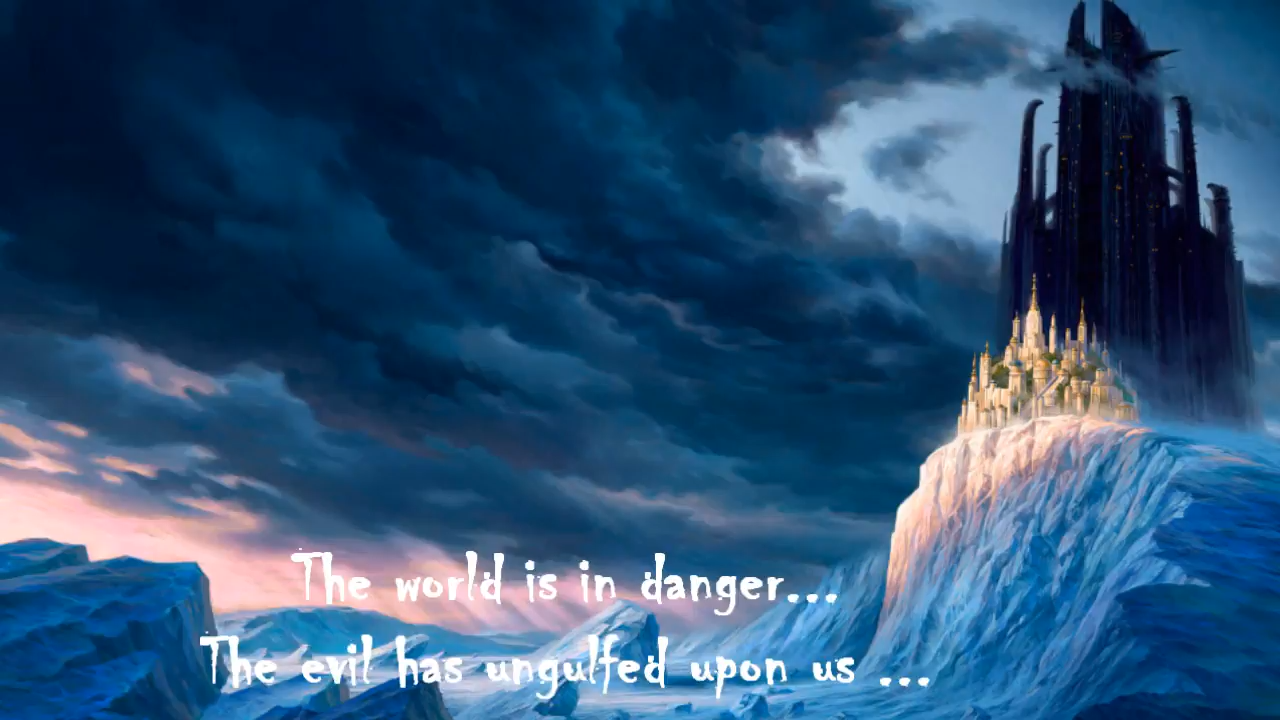 The world is in danger...
The evil has ungulfed upon us ...